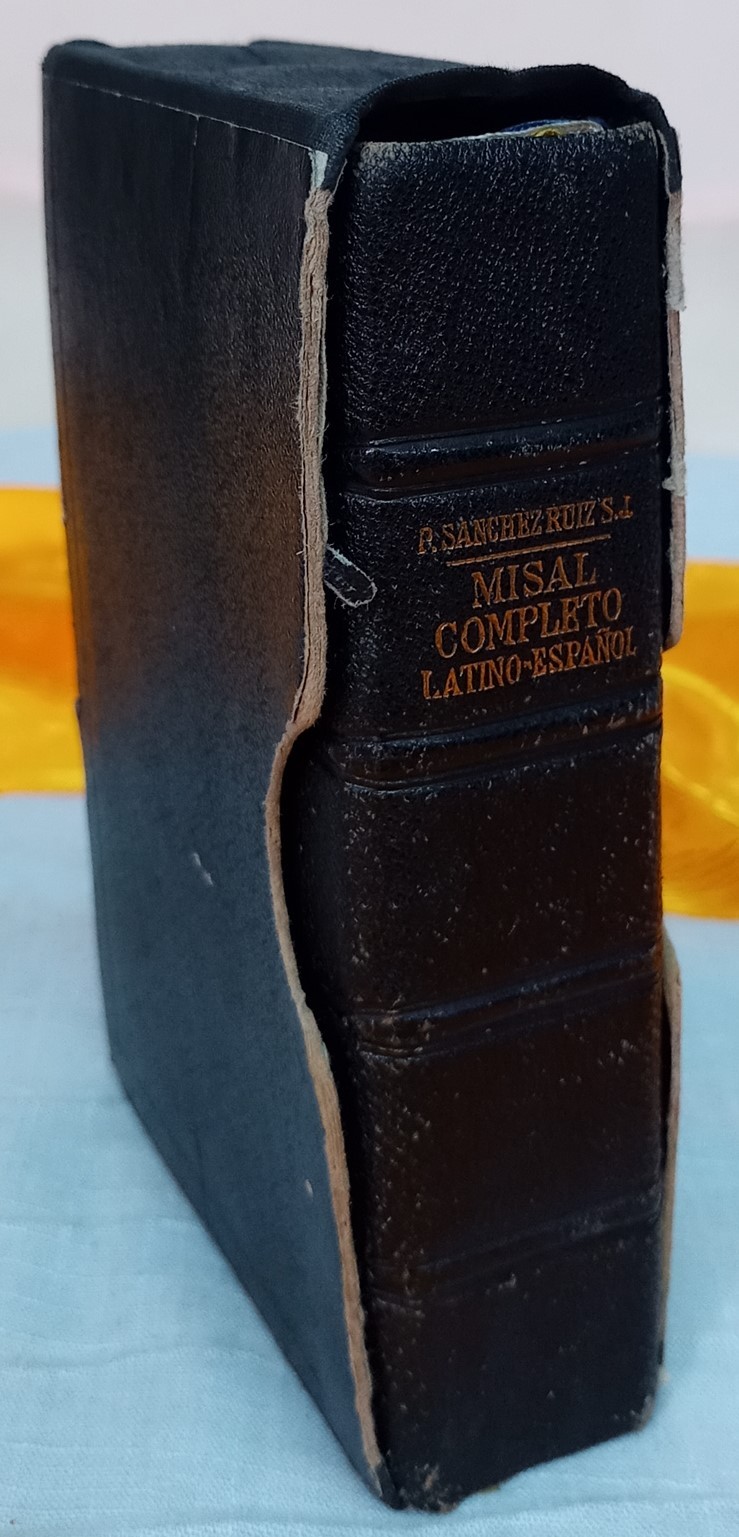 P. SANCHEZ RUIZ S.J.
MISAL
COMPLETO
LATINO-ESPAÑOL